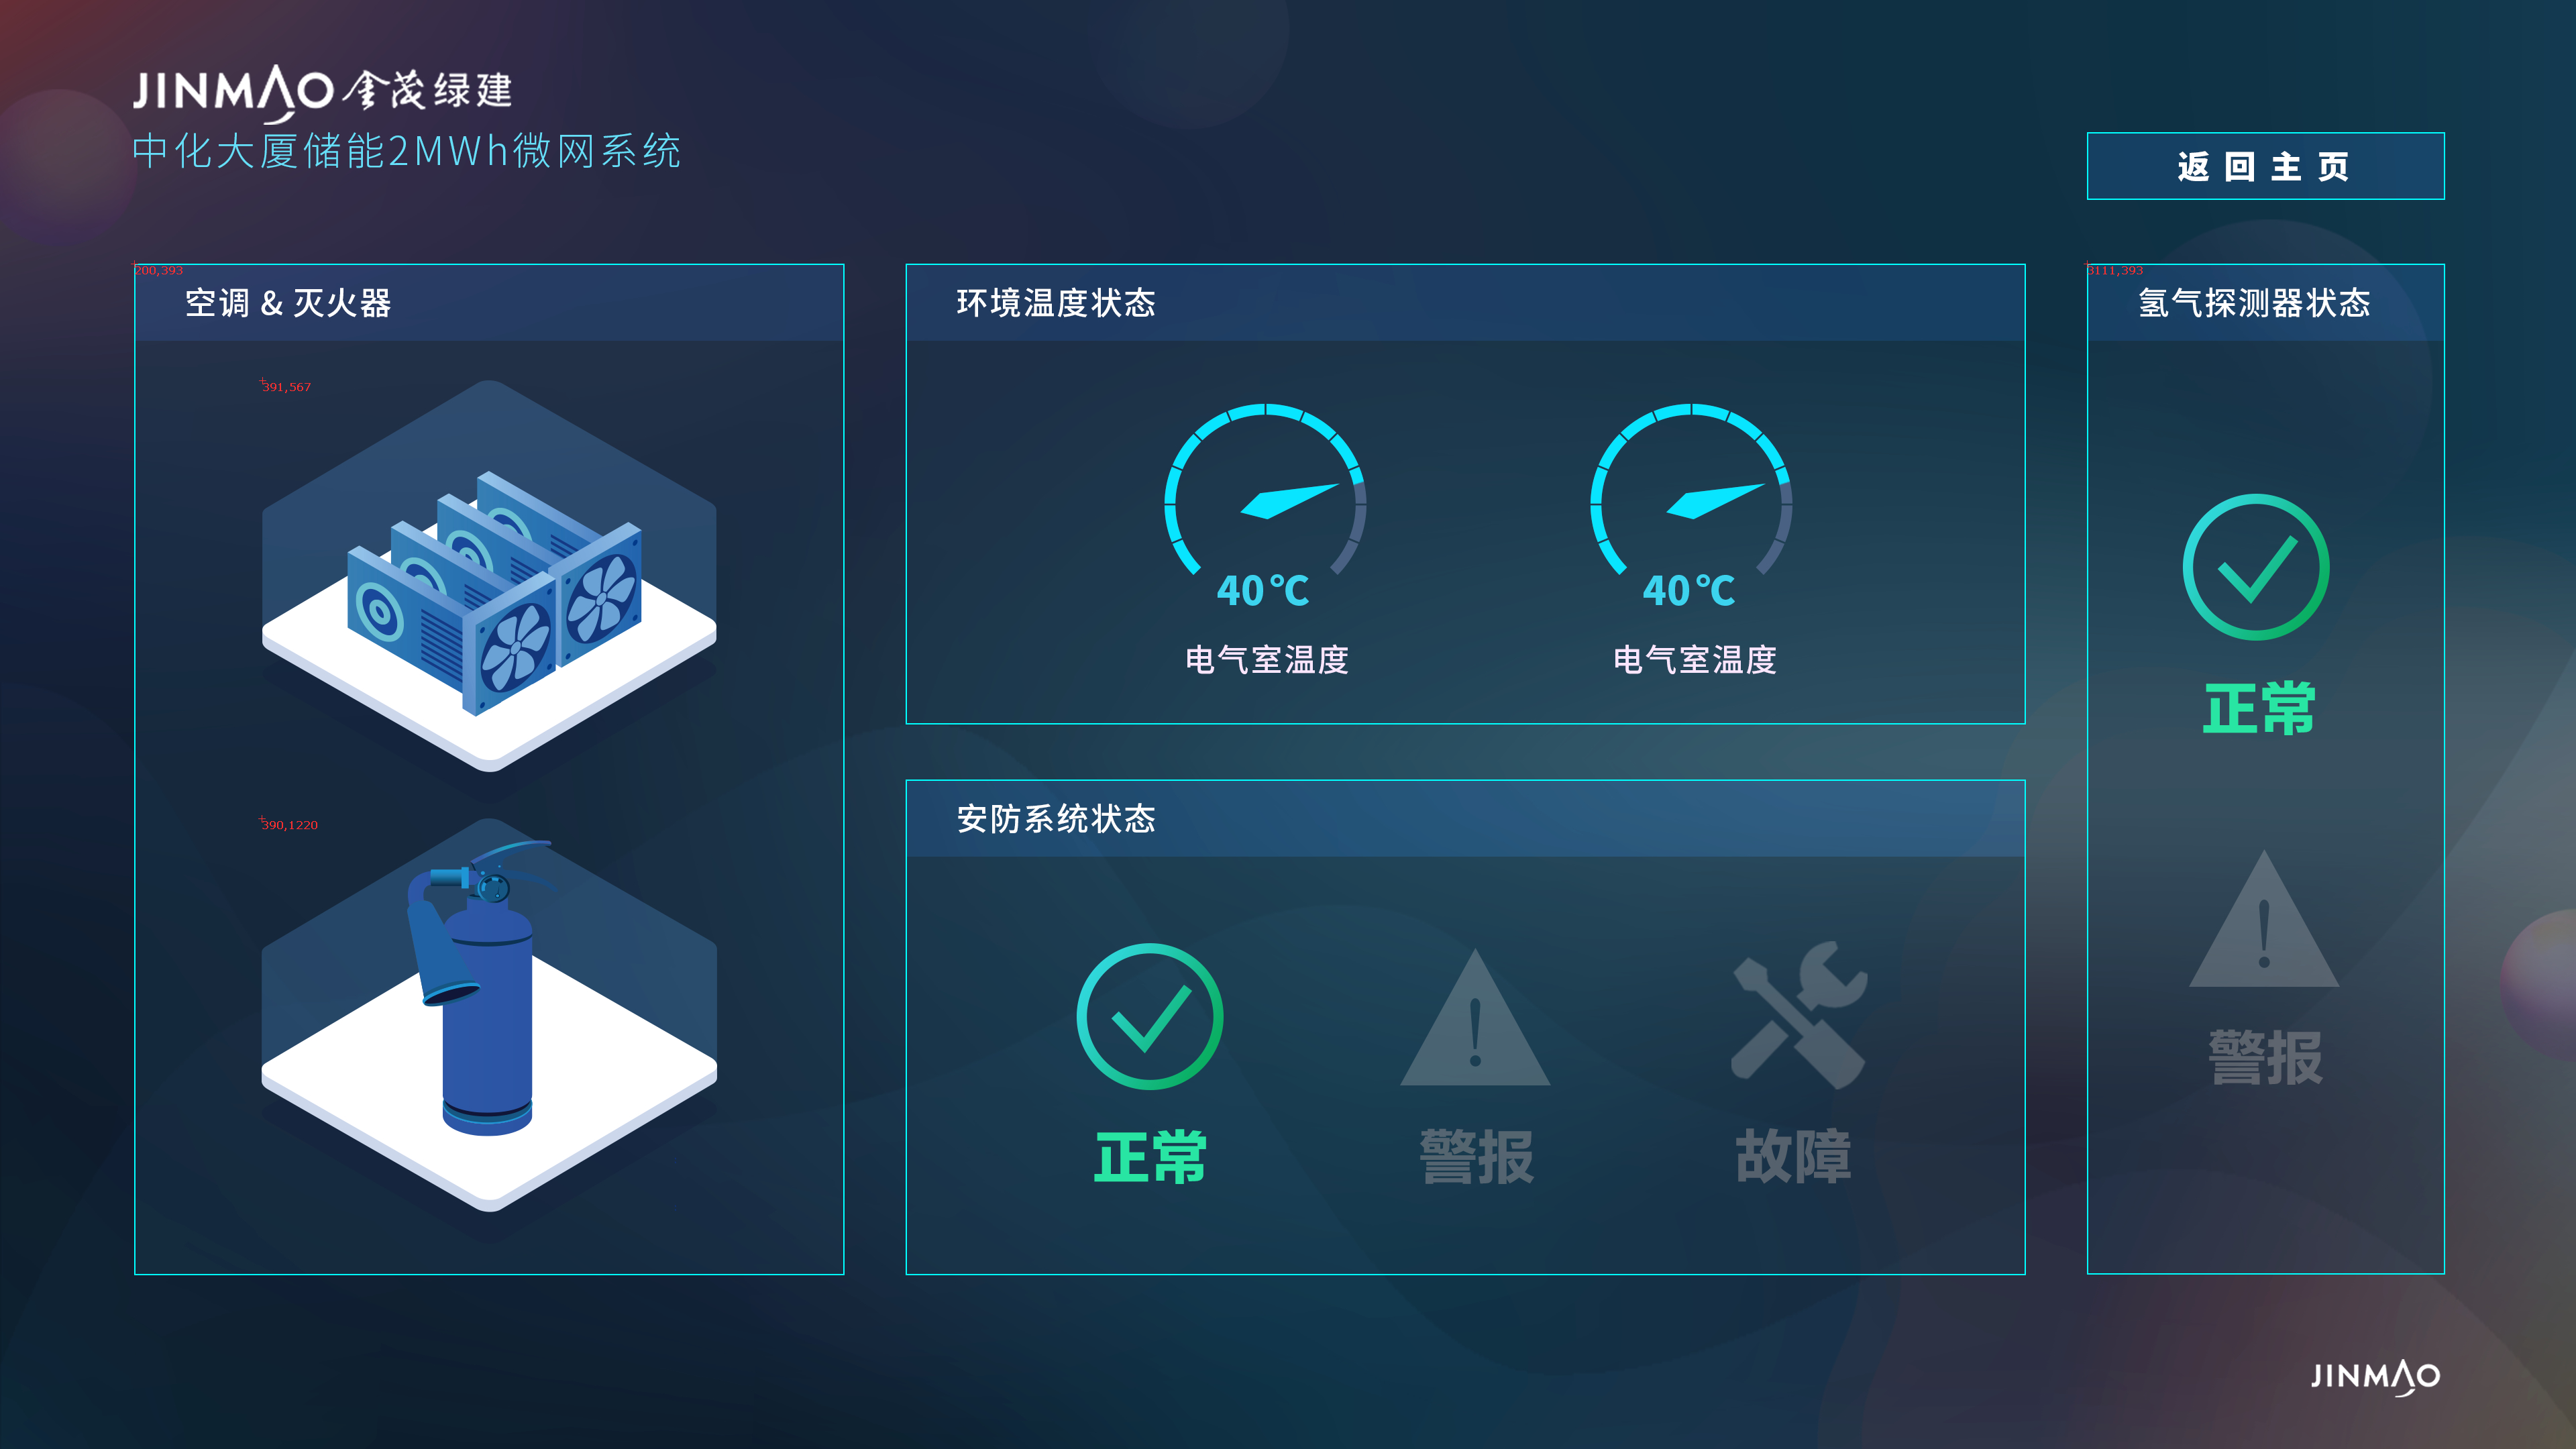 JINMAO 金茂绿建
中化大厦储能2MWh微网系统
返回主页
200,393
空调 & 灭火器
391,567
390,1220
环境温度状态
40℃
电气室温度
40℃
电气室温度
安防系统状态
正常
警报
故障
3111,393
氢气探测器状态
正常
警报
JINMAO